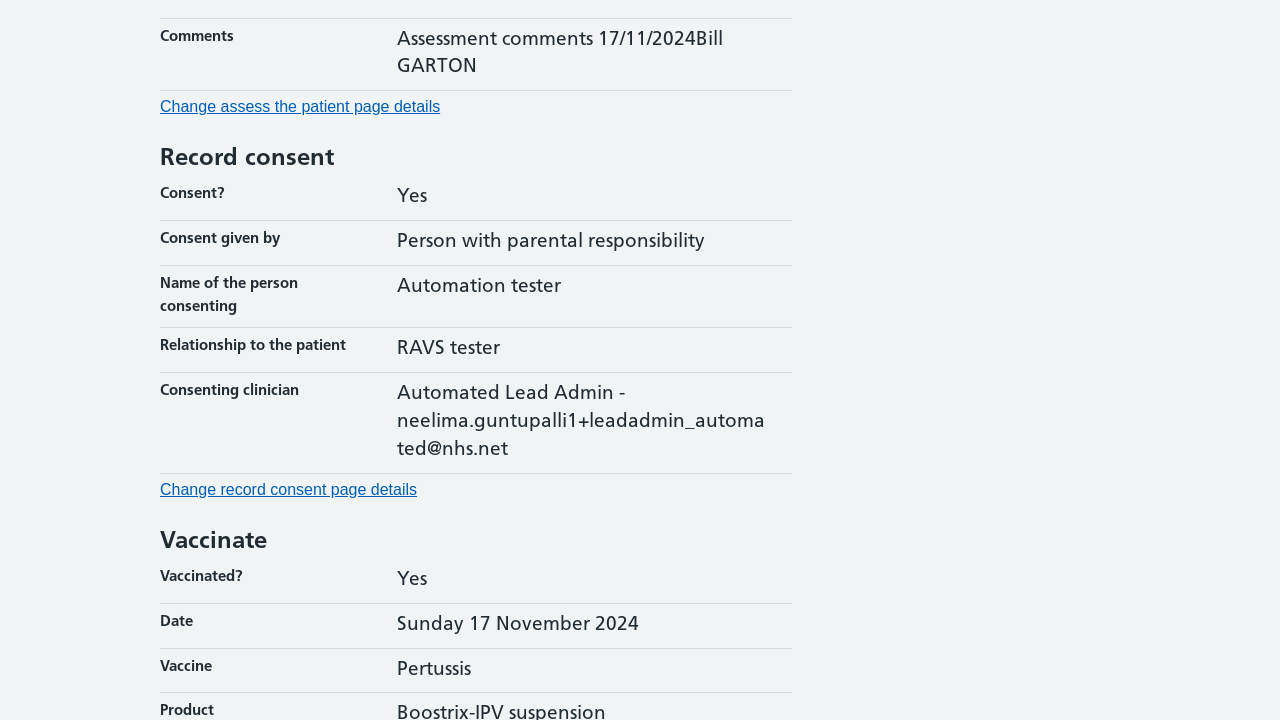 Comments
Assessment comments 17/11/2024Bill
GARTON
Change assess the patient page details
Record consent
Consent?
Yes
Consent given by
Person with parental responsibility
Name of the person
consenting
Automation tester
Relationship to the patient
RAVS tester
Consenting clinician
Automated Lead Admin -
neelima.guntupalli1+leadadmin_automa
ted@nhs.net
Change record consent page details
Vaccinate
Vaccinated?
Yes
Date
Sunday 17 November 2024
Vaccine
Pertussis
Product
Boostrix-IPV suspension